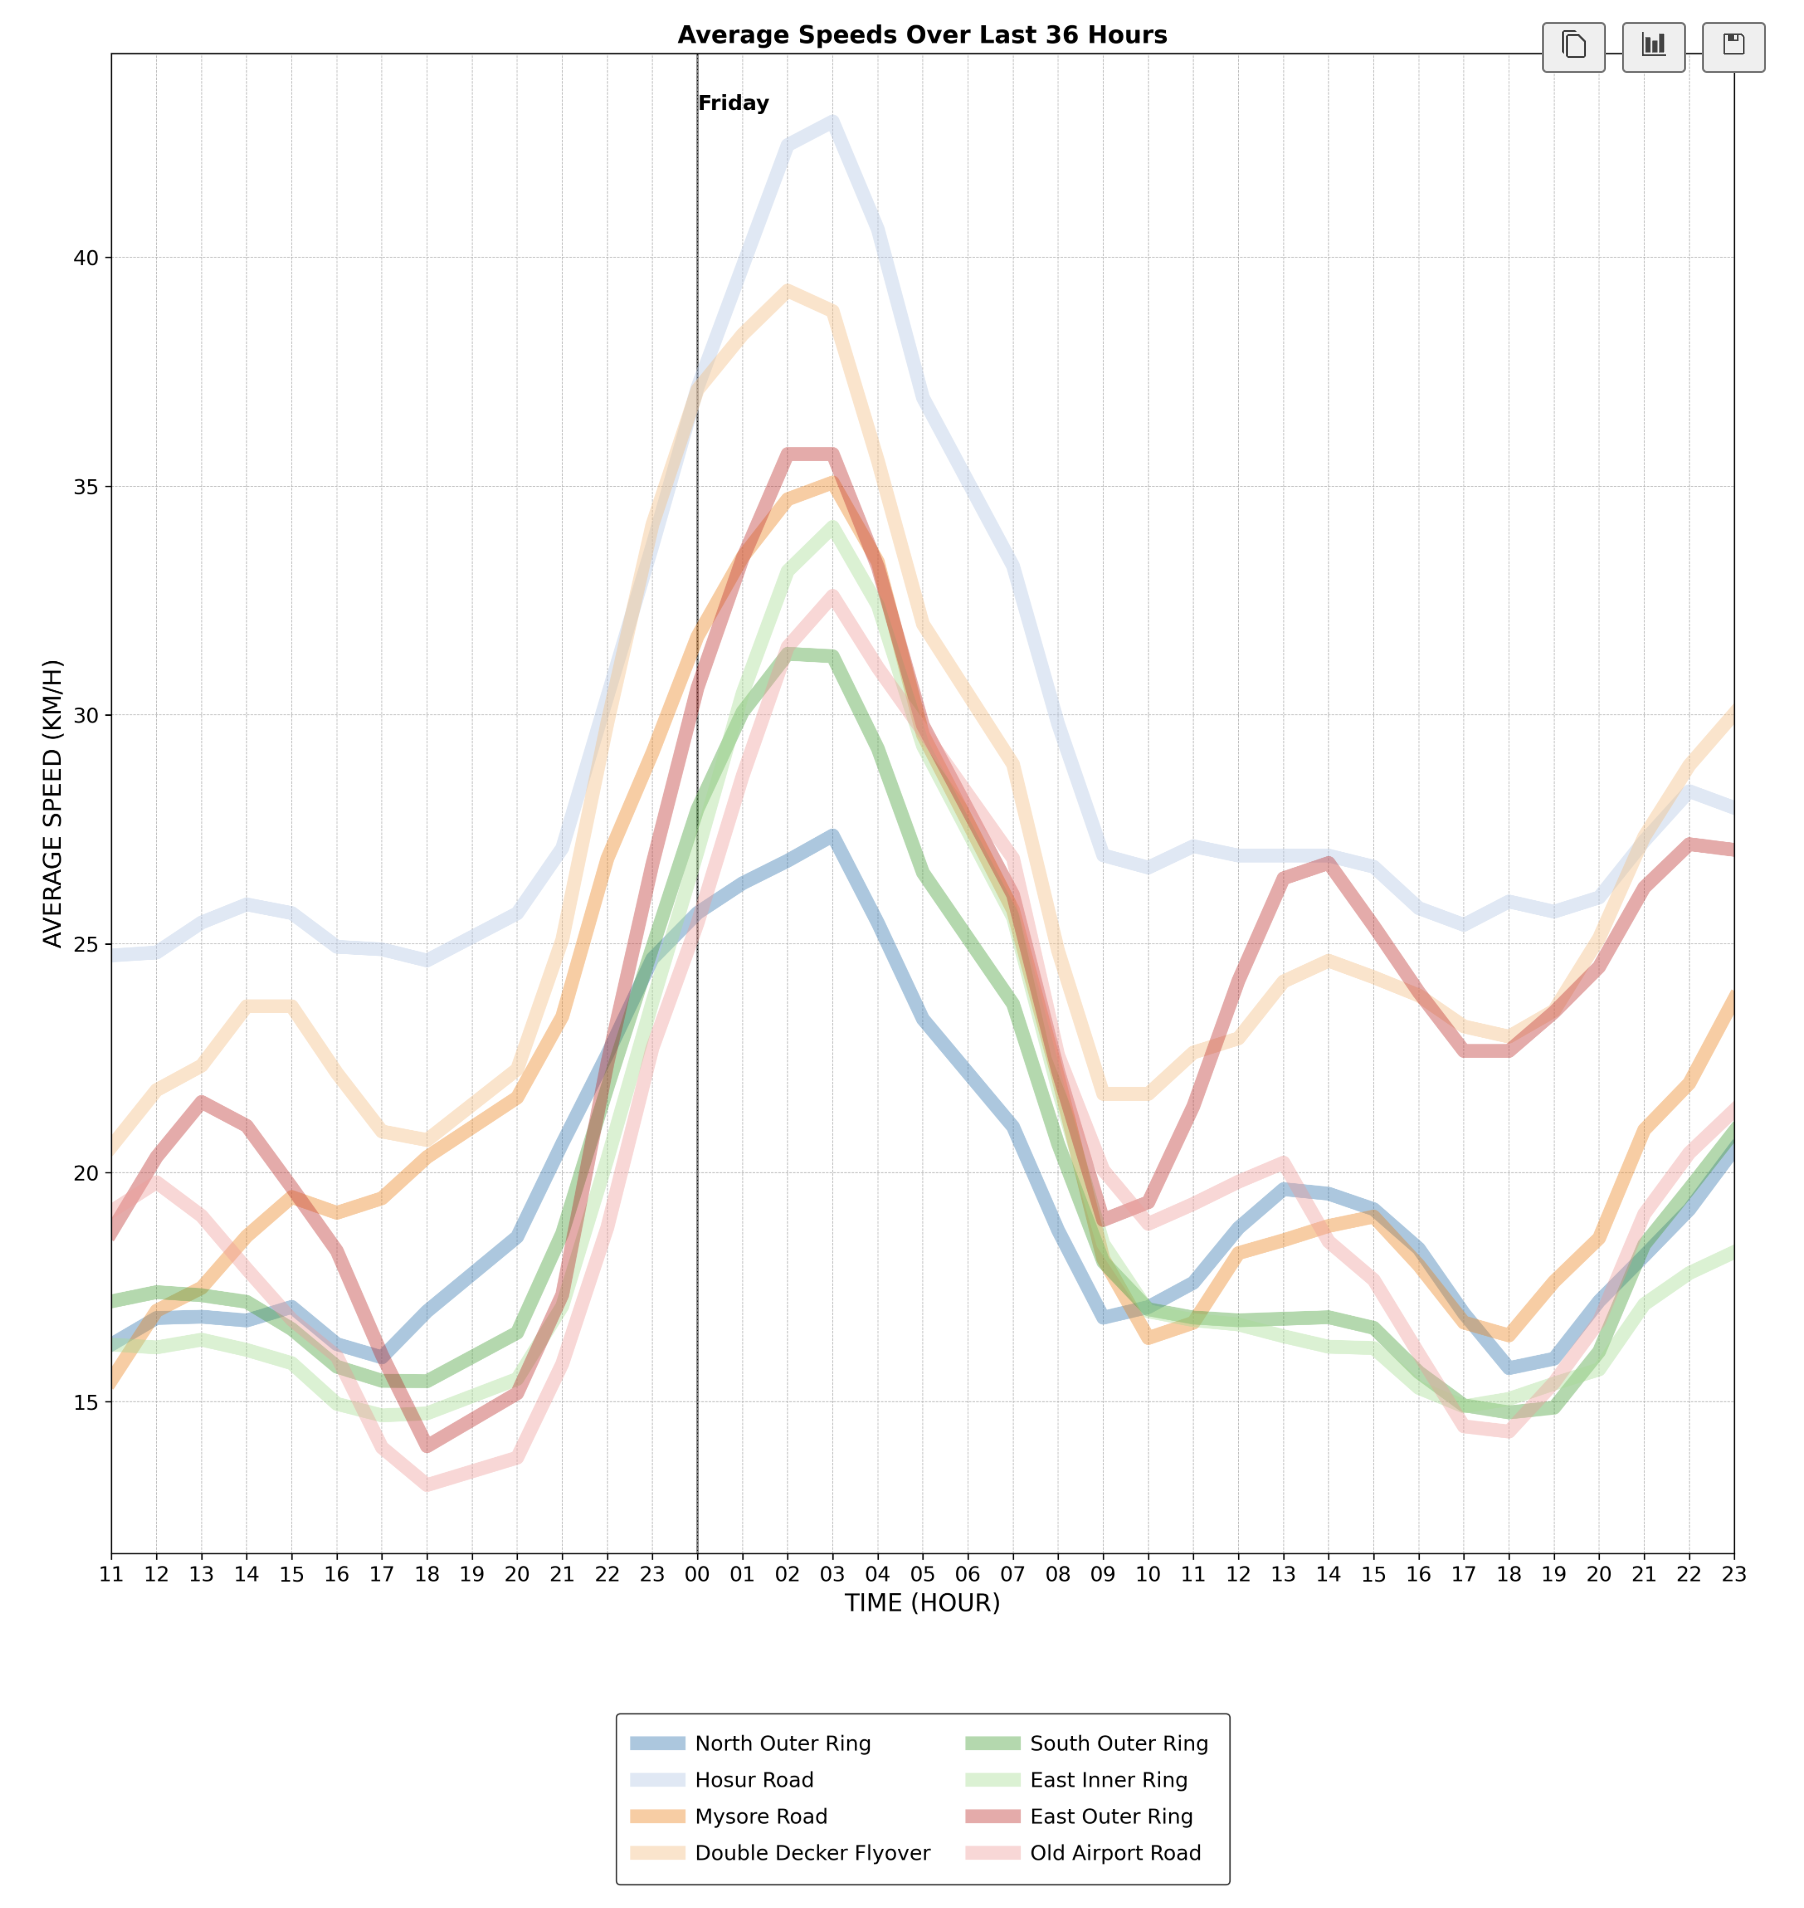 Average Speeds Over Last 36 Hours
Friday
40
35
30
25
20
15
AVERAGE SPEED (KM/H)
11 12 13 14 15 16 17 18 19 20 21 22 23 00 01 02 03 04 05 06 07 08 09 10 11 12 13 14 15 16 17 18 19 20 21 22 23
TIME (HOUR)
North Outer Ring
Hosur Road
Mysore Road
Double Decker Flyover
South Outer Ring
East Inner Ring
East Outer Ring
Old Airport Road